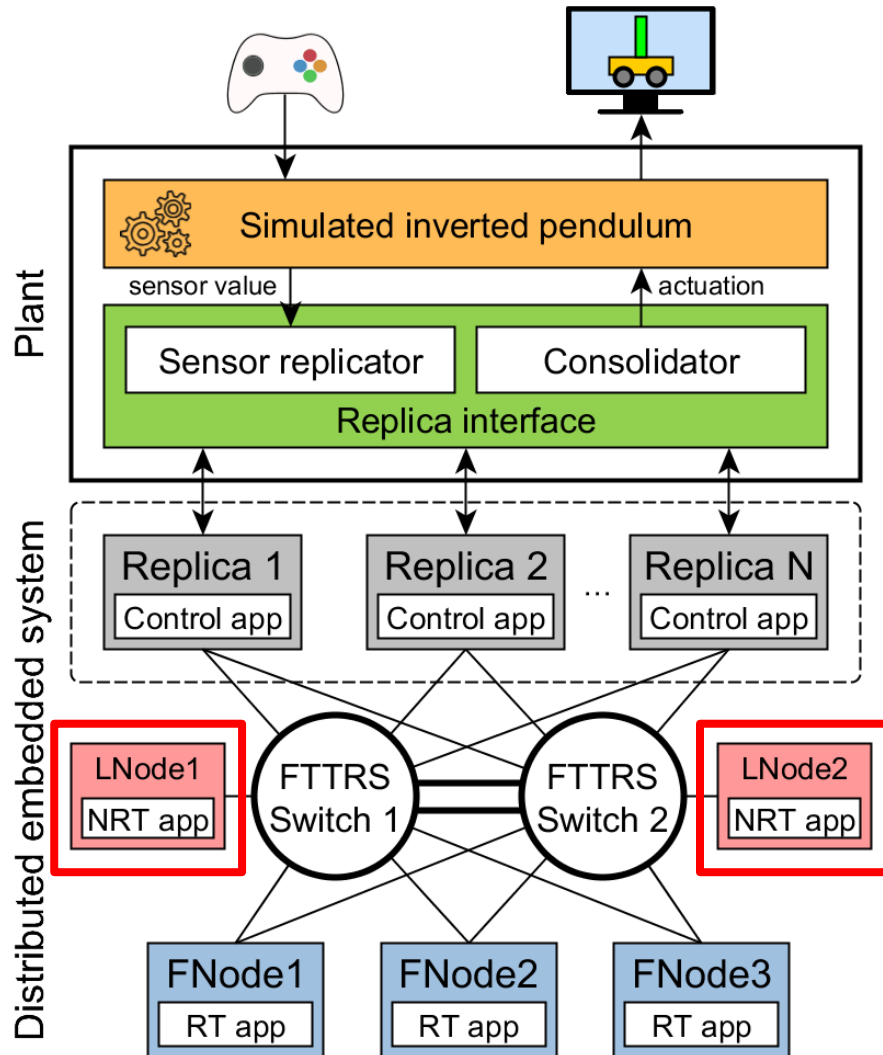 Plant
Simulated inverted pendulum
sensor value
actuation
Sensor replicator
Consolidator
Replica interface
Distributed embedded system
Replica 1
Control app
Replica 2
Control app
...
Replica N
Control app
LNode1
NRT app
FTTRS
Switch 1
FTTRS
Switch 2
LNode2
NRT app
FNode1
RT app
FNode2
RT app
FNode3
RT app